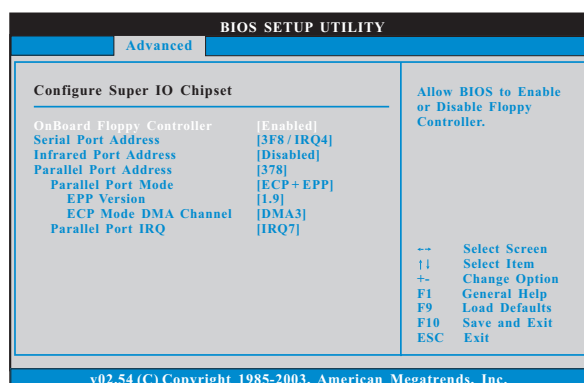 BIOS SETUP UTILITY
Advanced
Configure Super IO Chipset
OnBoard Floppy Controller [Enabled]
Serial Port Address [3F8 / IRQ4]
Infrared Port Address [Disabled]
Parallel Port Address [378]
Parallel Port Mode [ECP + EPP]
EPP Version [1.9]
ECP Mode DMA Channel [DMA3]
Parallel Port IRQ [IRQ7]
Allow BIOS to Enable
or Disable Floppy
Controller.
←→ Select Screen
↑↓ Select Item
+- Change Option
F1 General Help
F9 Load Defaults
F10 Save and Exit
ESC Exit
v02.54 (C) Copyright 1985-2003, American Megatrends, Inc.